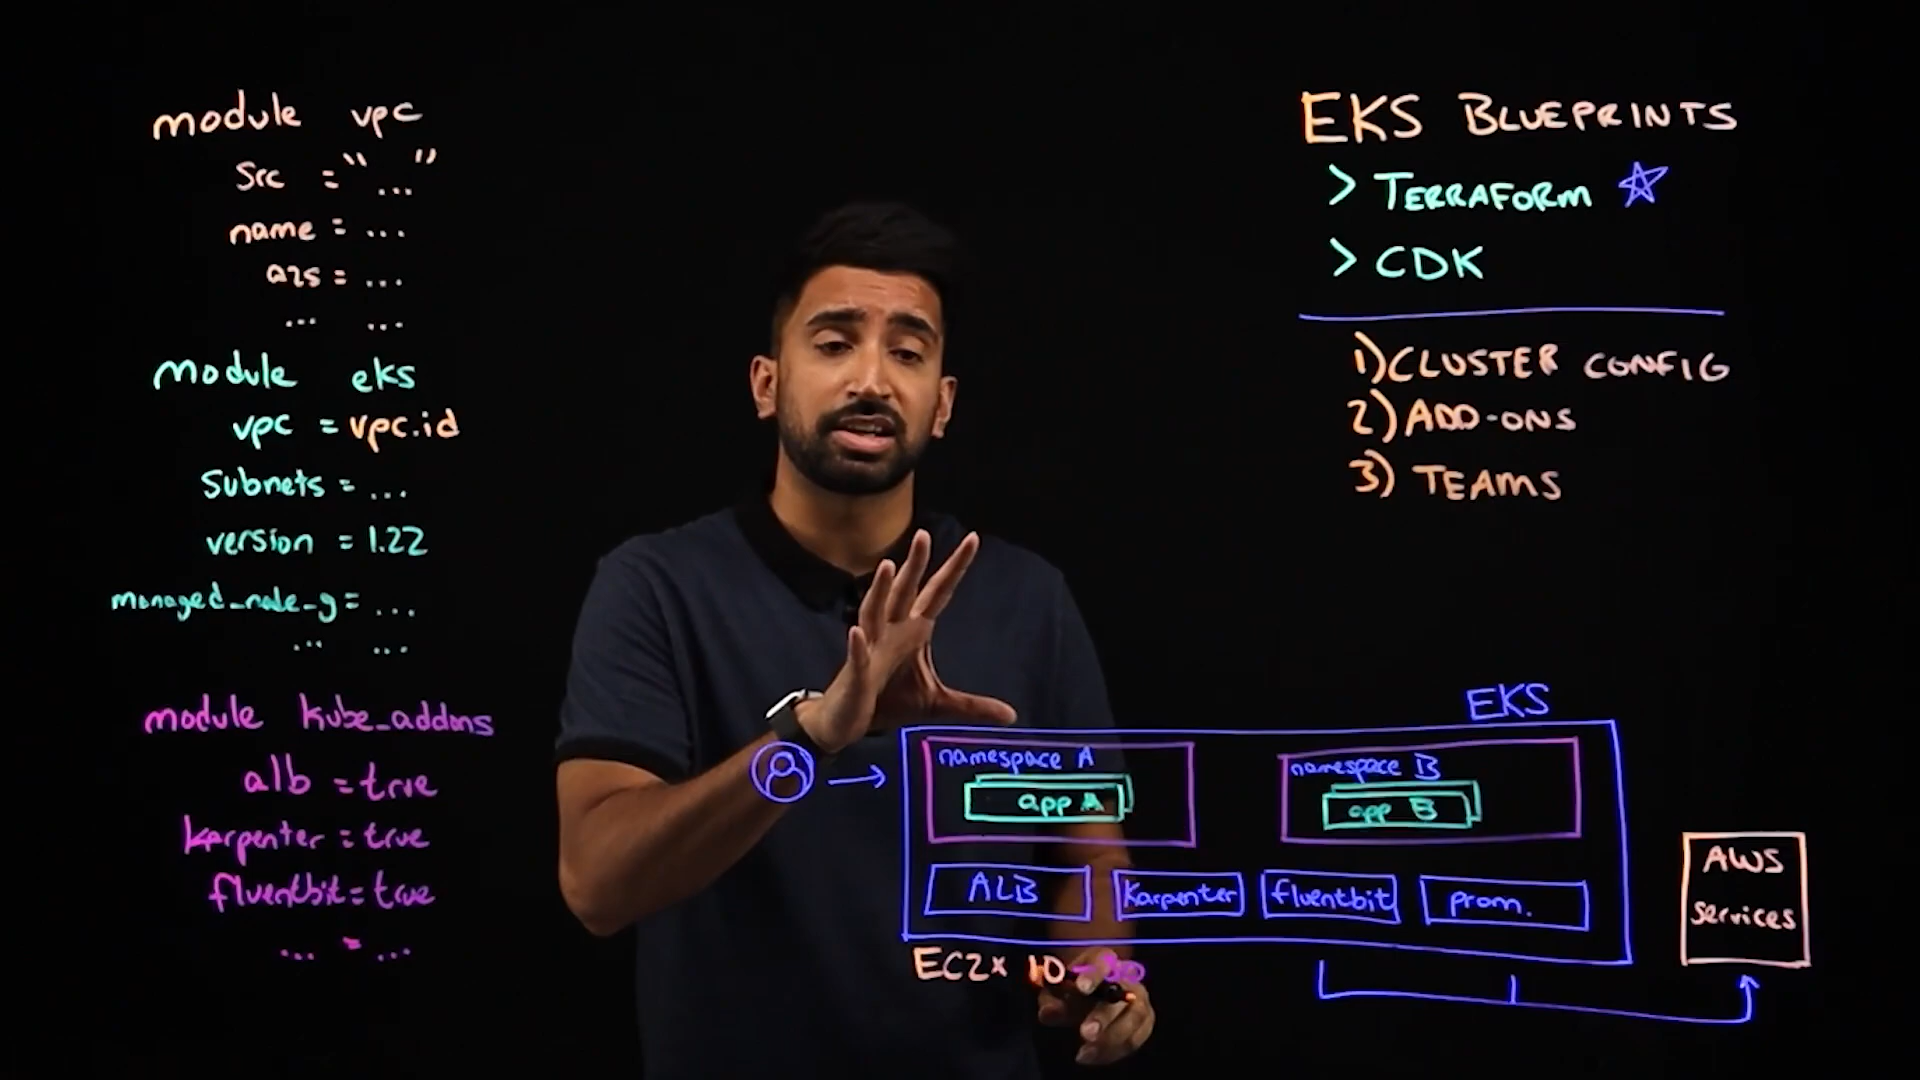 module vpc
src = "..."
name = ...
azs = ...
... ...
module eks
vpc = vpc.id
Subnets = ...
version = 1.22
managed_node_g = ...
... ...
module kube_addons
alb = true
karpenter = true
fluentbit = true
... = ...
EKS BLUEPRINTS
> TERRAFORM
> CDK
1) CLUSTER CONFIG
2) ADD-ONS
3) TEAMS
EKS
namespace A
app A
namespace B
app B
ALB
Karpenter
fluentbit
prom.
EC2x 10-30
AWS
Services